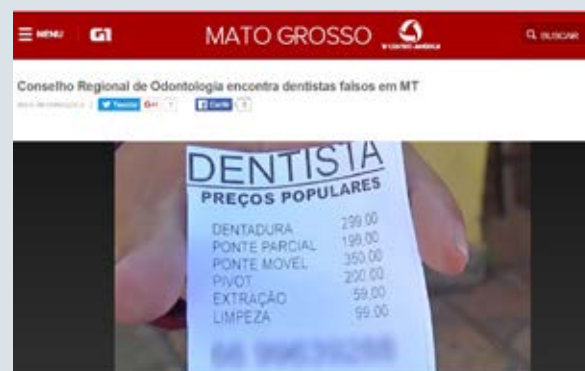 MENU G1 MATO GROSSO BUSCAR
Conselho Regional de Odontologia encontra dentistas falsos em MT
Tweetar G+1
DENTISTA
PREÇOS POPULARES
DENTADURA 299,00
PONTE PARCIAL 199,00
PONTE MOVEL 350,00
PIVOT 200,00
EXTRAÇÃO 59,00
LIMPEZA 99,00